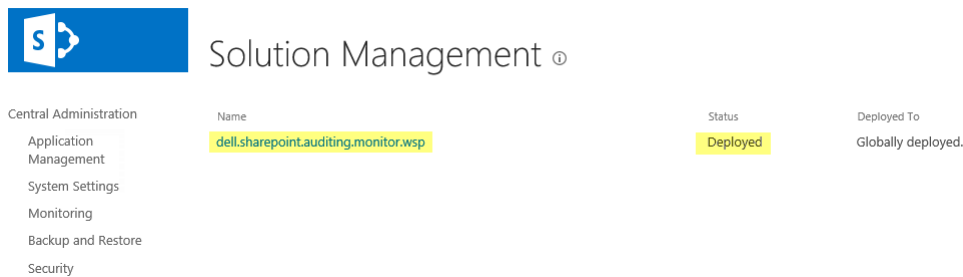 S
Solution Management
Central Administration
Application
Management
System Settings
Monitoring
Backup and Restore
Security
Name Status Deployed To
dell.sharepoint.auditing.monitor.wsp Deployed Globally deployed.